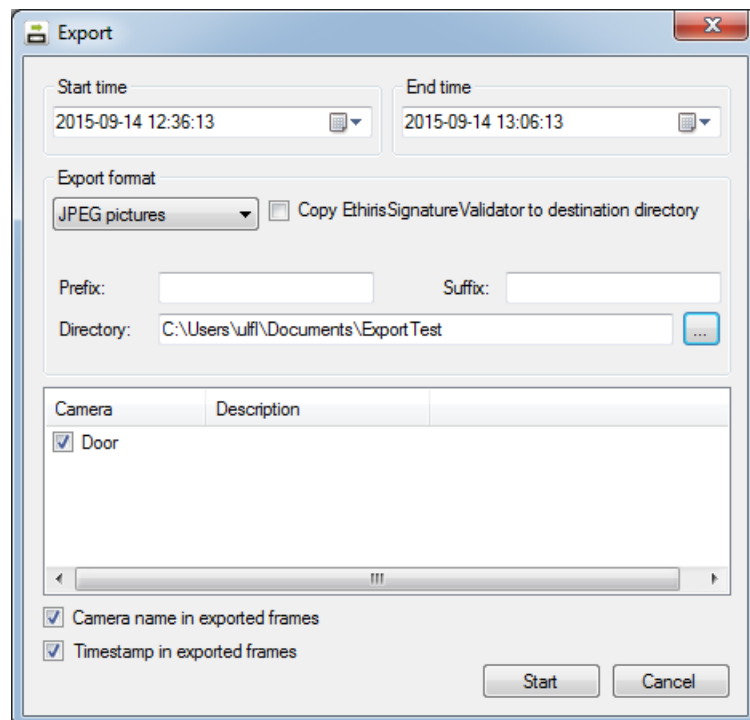 Export
Start time End time
2015-09-14 12:36:13 2015-09-14 13:06:13
Export format
JPEG pictures Copy EthirisSignatureValidator to destination directory
Prefix: Suffix:
Directory: C:\Users\ulfl\Documents\ExportTest ...
Camera Description
Door
Camera name in exported frames
Timestamp in exported frames
Start Cancel